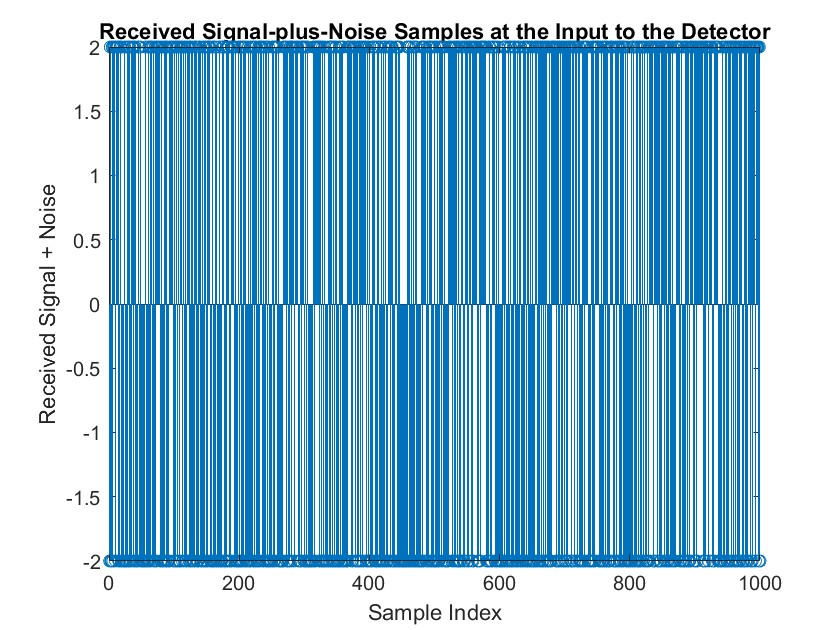 Received Signal-plus-Noise Samples at the Input to the Detector
2
1.5
1
0.5
0
-0.5
-1
-1.5
-2
Received Signal + Noise
0 200 400 600 800 1000
Sample Index